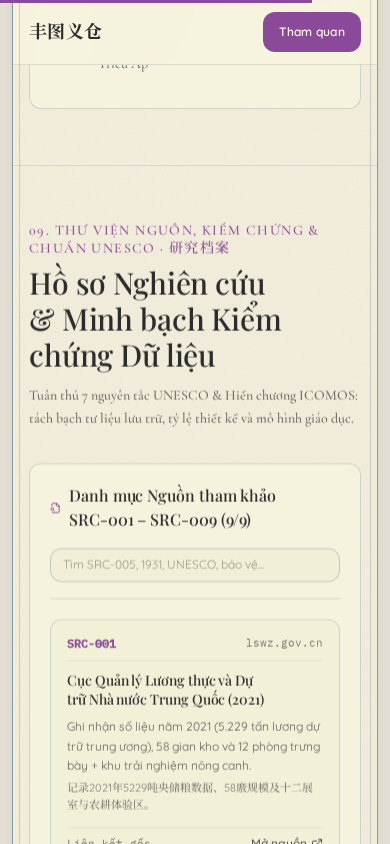 丰图义仓
Tham quan
Triều Ấp
09. THƯ VIỆN NGUỒN, KIỂM CHỨNG &
CHUẨN UNESCO · 研究档案
Hồ sơ Nghiên cứu
& Minh bạch Kiểm
chứng Dữ liệu
Tuân thủ 7 nguyên tắc UNESCO & Hiến chương ICOMOS:
tách bạch tư liệu lưu trữ, tỷ lệ thiết kế và mô hình giáo dục.
Danh mục Nguồn tham khảo
SRC-001 – SRC-009 (9/9)
Tìm SRC-005, 1931, UNESCO, bảo vệ...
SRC-001
lswz.gov.cn
Cục Quản lý Lương thực và Dự
trữ Nhà nước Trung Quốc (2021)
Ghi nhận số liệu năm 2021 (5.229 tấn lương dự
trữ trung ương), 58 gian kho và 12 phòng trưng
bày + khu trải nghiệm nông canh.
记录2021年5229吨央储粮数据、58廒规模及十二展
室与农耕体验区。
Liên kết gốc
Mở nguồn